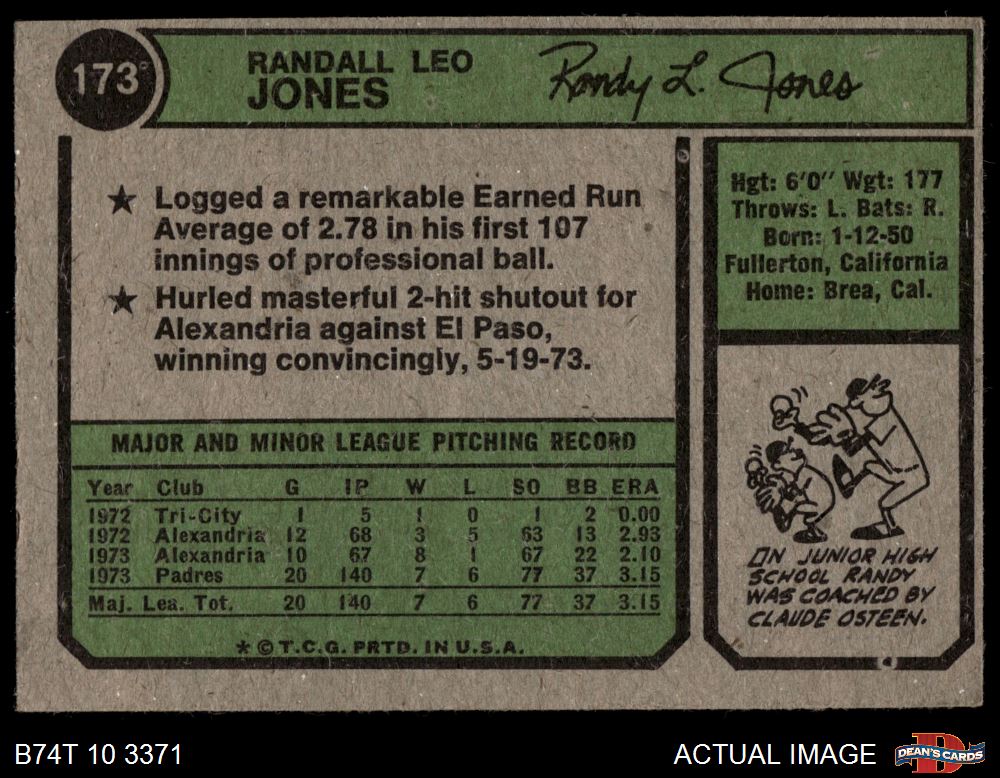 173
RANDALL LEO
JONES
Randy L. Jones
★ Logged a remarkable Earned Run
Average of 2.78 in his first 107
innings of professional ball.
★ Hurled masterful 2-hit shutout for
Alexandria against El Paso,
winning convincingly, 5-19-73.
Hgt: 6'0" Wgt: 177
Throws: L. Bats: R.
Born: 1-12-50
Fullerton, California
Home: Brea, Cal.
MAJOR AND MINOR LEAGUE PITCHING RECORD
Year Club G IP W L SO BB ERA
1972 Tri-City 1 5 1 0 1 2 0.00
1972 Alexandria 12 68 3 5 63 13 2.93
1973 Alexandria 10 67 8 1 67 22 2.10
1973 Padres 20 140 7 6 77 37 3.15
Maj. Lea. Tot. 20 140 7 6 77 37 3.15
* © T.C.G. PRTD. IN U.S.A.
IN JUNIOR HIGH
SCHOOL RANDY
WAS COACHED BY
CLAUDE OSTEEN.
B74T 10 3371
ACTUAL IMAGE
DEAN'S CARDS